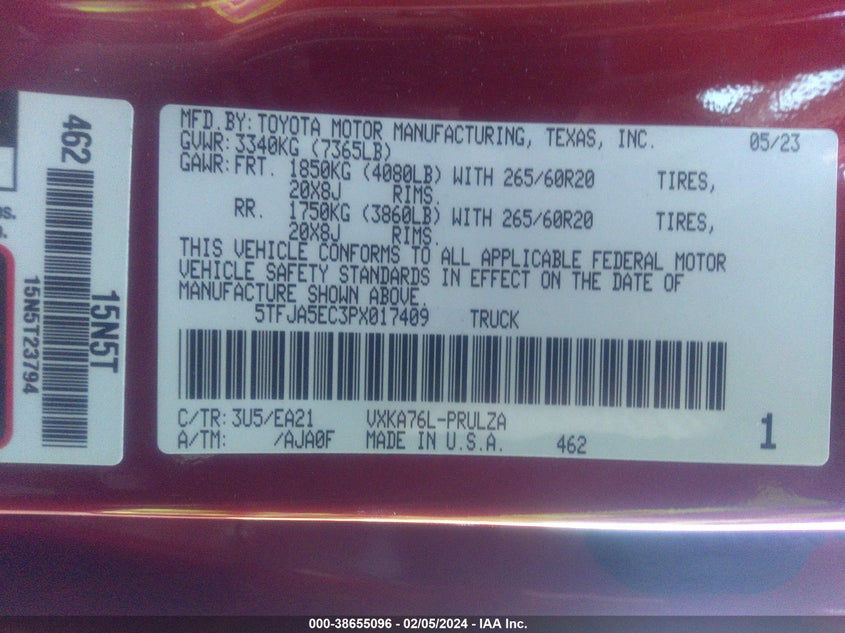 MFD. BY: TOYOTA MOTOR MANUFACTURING, TEXAS, INC. 05/23
GVWR: 3340KG (7365LB)
GAWR: FRT. 1850KG (4080LB) WITH 265/60R20 TIRES,
20X8J RIMS.
RR. 1750KG (3860LB) WITH 265/60R20 TIRES,
20X8J RIMS.
THIS VEHICLE CONFORMS TO ALL APPLICABLE FEDERAL MOTOR
VEHICLE SAFETY STANDARDS IN EFFECT ON THE DATE OF
MANUFACTURE SHOWN ABOVE.
5TFJA5EC3PX017409 TRUCK
C/TR: 3U5/EA21 VXKA76L-PRULZA
A/TM: /AJA0F MADE IN U.S.A. 462
1
462
15N5T
15N5T23794
000-38655096 - 02/05/2024 - IAA Inc.